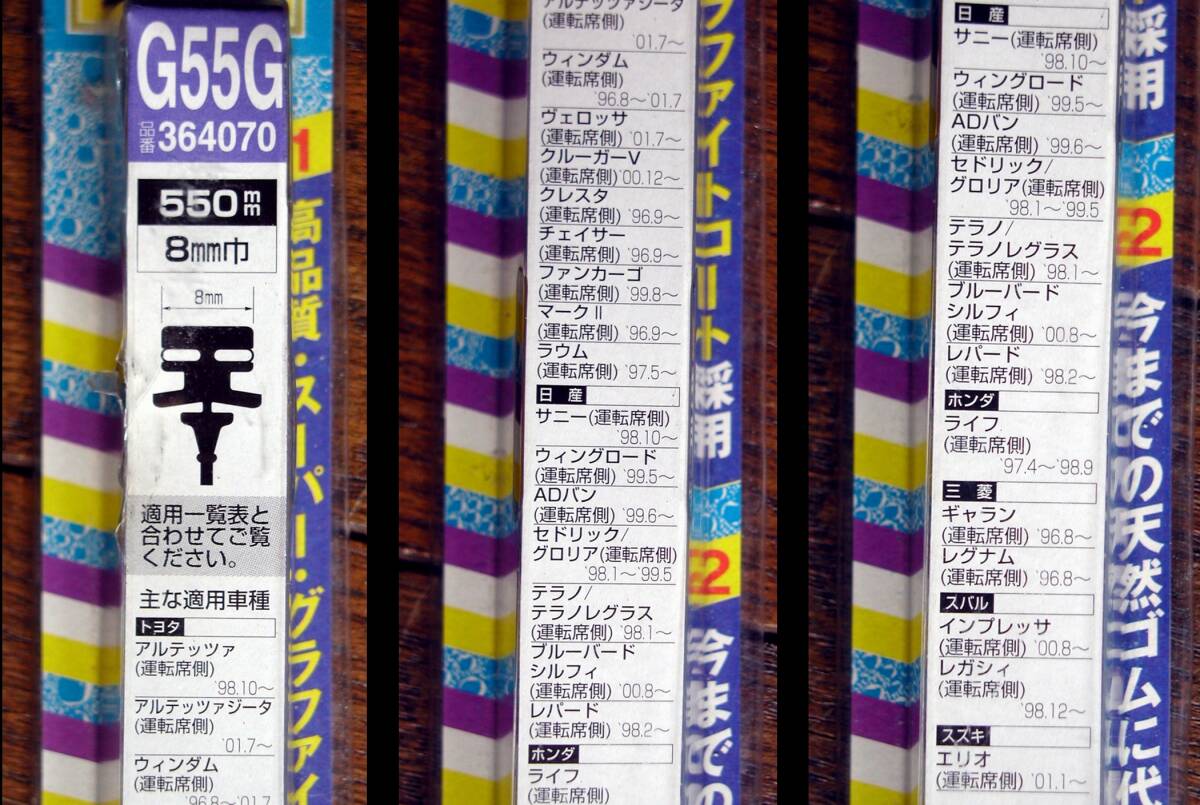 G55G
品番 364070
550mm
8mm巾
8mm
適用一覧表と
合わせてご覧
ください。
主な適用車種
トヨタ
アルテッツァ
(運転席側)
'98.10～
アルテッツァジータ
(運転席側)
'01.7～
ウィンダム
(運転席側)
'96.8～'01.7
1
高品質・スーパー・グラファイ
アルテッツァジータ
(運転席側)
'01.7～
ウィンダム
(運転席側)
'96.8～'01.7
ヴェロッサ
(運転席側) '01.7～
クルーガーV
(運転席側) '00.12～
クレスタ
(運転席側) '96.9～
チェイサー
(運転席側) '96.9～
ファンカーゴ
(運転席側) '99.8～
マークⅡ
(運転席側) '96.9～
ラウム
(運転席側) '97.5～
日産
サニー(運転席側)
'98.10～
ウィングロード
(運転席側) '99.5～
ADバン
(運転席側) '99.6～
セドリック/
グロリア(運転席側)
'98.1～'99.5
テラノ/
テラノレグラス
(運転席側) '98.1～
ブルーバード
シルフィ
(運転席側) '00.8～
レパード
(運転席側) '98.2～
ホンダ
ライフ
(運転席側)
ラファイトコート採用
2
今までの
日産
サニー(運転席側)
'98.10～
ウィングロード
(運転席側) '99.5～
ADバン
(運転席側) '99.6～
セドリック/
グロリア(運転席側)
'98.1～'99.5
テラノ/
テラノレグラス
(運転席側) '98.1～
ブルーバード
シルフィ
(運転席側) '00.8～
レパード
(運転席側) '98.2～
ホンダ
ライフ
(運転席側)
'97.4～'98.9
三菱
ギャラン
(運転席側) '96.8～
レグナム
(運転席側) '96.8～
スバル
インプレッサ
(運転席側) '00.8～
レガシィ
(運転席側)
'98.12～
スズキ
エリオ
(運転席側) '01.1～
採用
2
今までの天然ゴムに代